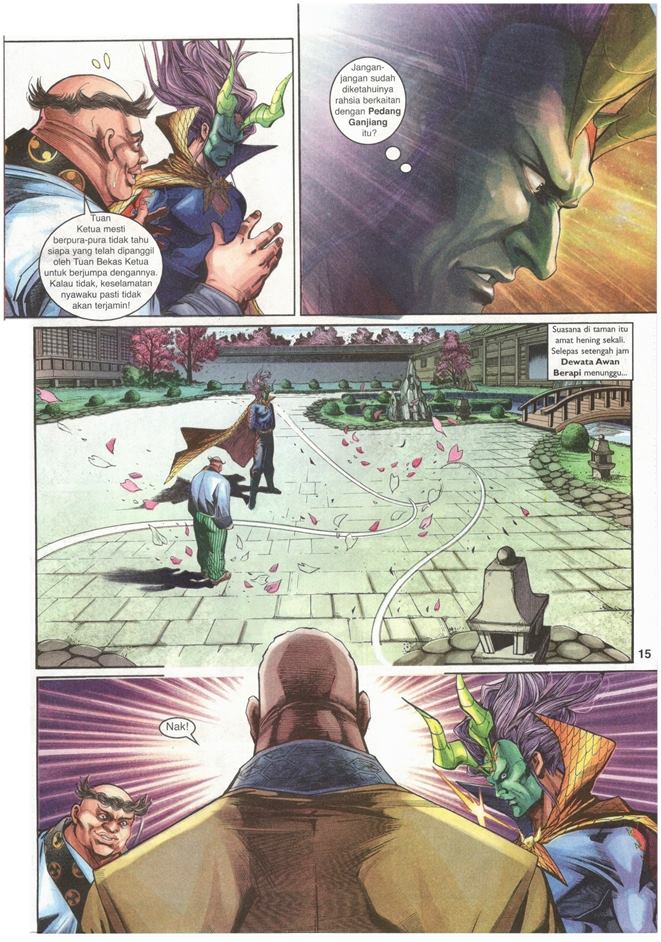 Tuan
Ketua mesti
berpura-pura tidak tahu
siapa yang telah dipanggil
oleh Tuan Bekas Ketua
untuk berjumpa dengannya.
Kalau tidak, keselamatan
nyawaku pasti tidak
akan terjamin!
Jangan-
jangan sudah
diketahuinya
rahsia berkaitan
dengan Pedang
Ganjiang
itu?
Suasana di taman itu
amat hening sekali.
Selepas setengah jam
Dewata Awan
Berapi menunggu...
15
Nak!